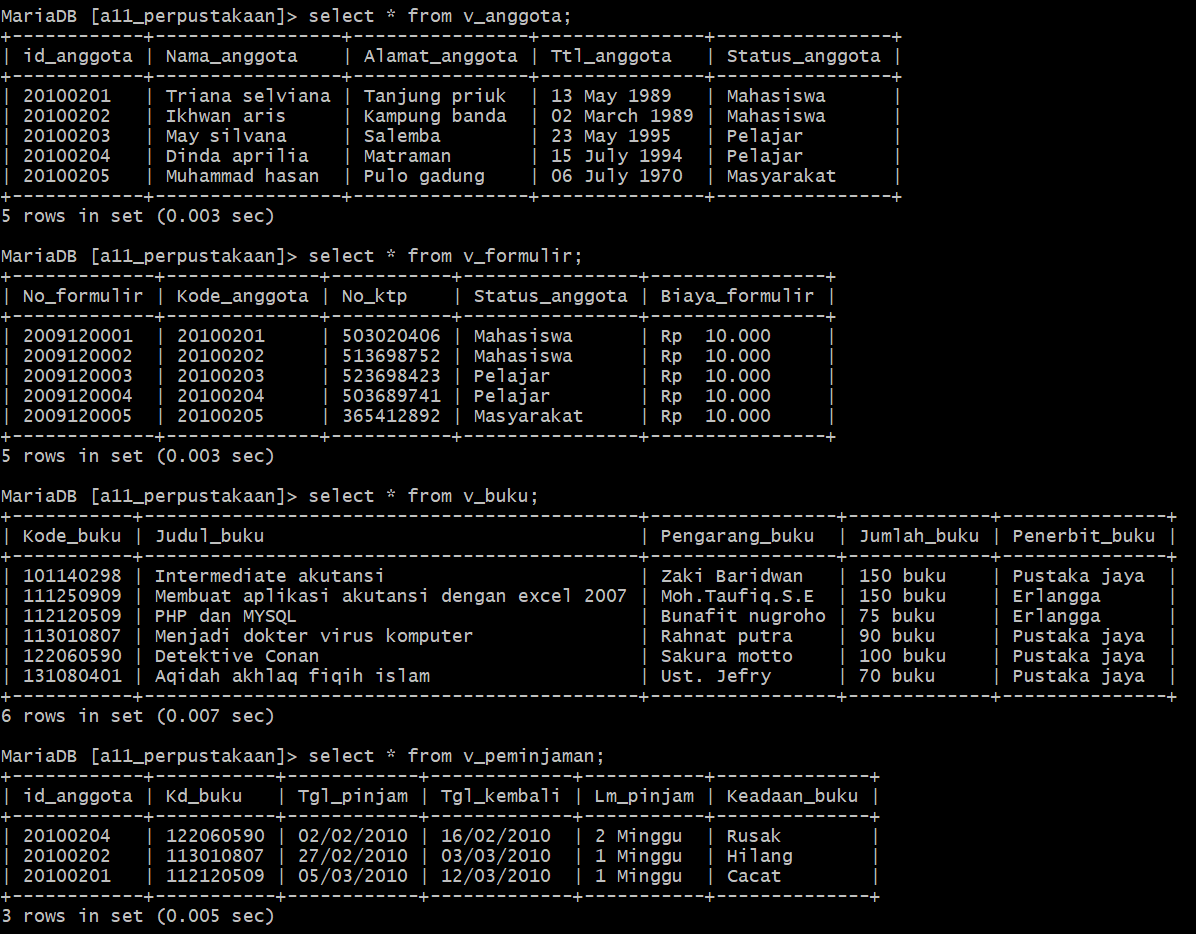 MariaDB [a11_perpustakaan]> select * from v_anggota;
+------------+-----------------+----------------+---------------+----------------+
| id_anggota | Nama_anggota    | Alamat_anggota | Ttl_anggota   | Status_anggota |
+------------+-----------------+----------------+---------------+----------------+
| 20100201   | Triana selviana | Tanjung priuk  | 13 May 1989   | Mahasiswa      |
| 20100202   | Ikhwan aris     | Kampung banda  | 02 March 1989 | Mahasiswa      |
| 20100203   | May silvana     | Salemba        | 23 May 1995   | Pelajar        |
| 20100204   | Dinda aprilia   | Matraman       | 15 July 1994  | Pelajar        |
| 20100205   | Muhammad hasan  | Pulo gadung    | 06 July 1970  | Masyarakat     |
+------------+-----------------+----------------+---------------+----------------+
5 rows in set (0.003 sec)
MariaDB [a11_perpustakaan]> select * from v_formulir;
+-------------+--------------+-----------+----------------+----------------+
| No_formulir | Kode_anggota | No_ktp    | Status_anggota | Biaya_formulir |
+-------------+--------------+-----------+----------------+----------------+
| 2009120001  | 20100201     | 503020406 | Mahasiswa      | Rp  10.000     |
| 2009120002  | 20100202     | 513698752 | Mahasiswa      | Rp  10.000     |
| 2009120003  | 20100203     | 523698423 | Pelajar        | Rp  10.000     |
| 2009120004  | 20100204     | 503689741 | Pelajar        | Rp  10.000     |
| 2009120005  | 20100205     | 365412892 | Masyarakat     | Rp  10.000     |
+-------------+--------------+-----------+----------------+----------------+
5 rows in set (0.003 sec)
MariaDB [a11_perpustakaan]> select * from v_buku;
+-----------+---------------------------------------------+-----------------+-------------+---------------+
| Kode_buku | Judul_buku                                  | Pengarang_buku  | Jumlah_buku | Penerbit_buku |
+-----------+---------------------------------------------+-----------------+-------------+---------------+
| 101140298 | Intermediate akutansi                       | Zaki Baridwan   | 150 buku    | Pustaka jaya  |
| 111250909 | Membuat aplikasi akutansi dengan excel 2007 | Moh.Taufiq.S.E  | 150 buku    | Erlangga      |
| 112120509 | PHP dan MYSQL                               | Bunafit nugroho | 75 buku     | Erlangga      |
| 113010807 | Menjadi dokter virus komputer               | Rahnat putra    | 90 buku     | Pustaka jaya  |
| 122060590 | Detektive Conan                             | Sakura motto    | 100 buku    | Pustaka jaya  |
| 131080401 | Aqidah akhlaq fiqih islam                   | Ust. Jefry      | 70 buku     | Pustaka jaya  |
+-----------+---------------------------------------------+-----------------+-------------+---------------+
6 rows in set (0.007 sec)
MariaDB [a11_perpustakaan]> select * from v_peminjaman;
+------------+-----------+------------+-------------+-----------+--------------+
| id_anggota | Kd_buku   | Tgl_pinjam | Tgl_kembali | Lm_pinjam | Keadaan_buku |
+------------+-----------+------------+-------------+-----------+--------------+
| 20100204   | 122060590 | 02/02/2010 | 16/02/2010  | 2 Minggu  | Rusak        |
| 20100202   | 113010807 | 27/02/2010 | 03/03/2010  | 1 Minggu  | Hilang       |
| 20100201   | 112120509 | 05/03/2010 | 12/03/2010  | 1 Minggu  | Cacat        |
+------------+-----------+------------+-------------+-----------+--------------+
3 rows in set (0.005 sec)